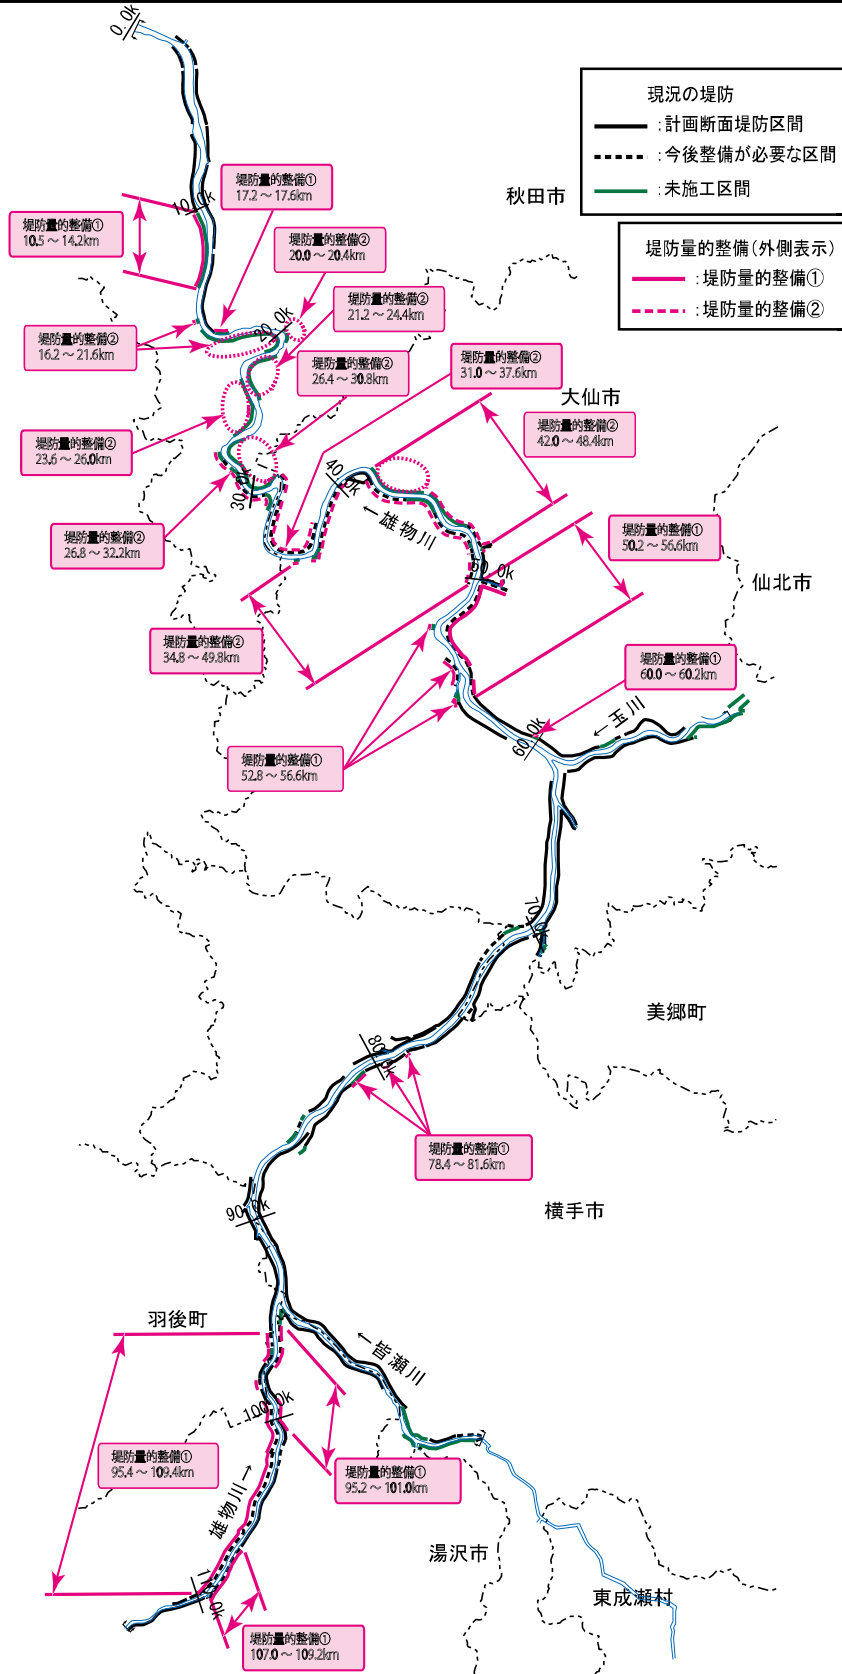 0.0k
現況の堤防
:計画断面堤防区間
:今後整備が必要な区間
:未施工区間
堤防量的整備①
17.2～17.6km
秋田市
10.0k
堤防量的整備①
10.5～14.2km
堤防量的整備②
20.0～20.4km
堤防量的整備(外側表示)
:堤防量的整備①
:堤防量的整備②
堤防量的整備②
21.2～24.4km
20.0k
堤防量的整備②
16.2～21.6km
堤防量的整備②
26.4～30.8km
堤防量的整備②
31.0～37.6km
大仙市
堤防量的整備②
42.0～48.4km
堤防量的整備②
23.6～26.0km
30.0k
40.0k
←雄物川
堤防量的整備②
26.8～32.2km
堤防量的整備①
50.2～56.6km
50.0k
仙北市
堤防量的整備②
34.8～49.8km
堤防量的整備①
60.0～60.2km
←玉川
60.0k
堤防量的整備①
52.8～56.6km
70.0k
美郷町
80.0k
堤防量的整備①
78.4～81.6km
90.0k
横手市
羽後町
←皆瀬川
100.0k
堤防量的整備①
95.4～109.4km
堤防量的整備①
95.2～101.0km
雄物川→
湯沢市
110.0k
東成瀬村
堤防量的整備①
107.0～109.2km